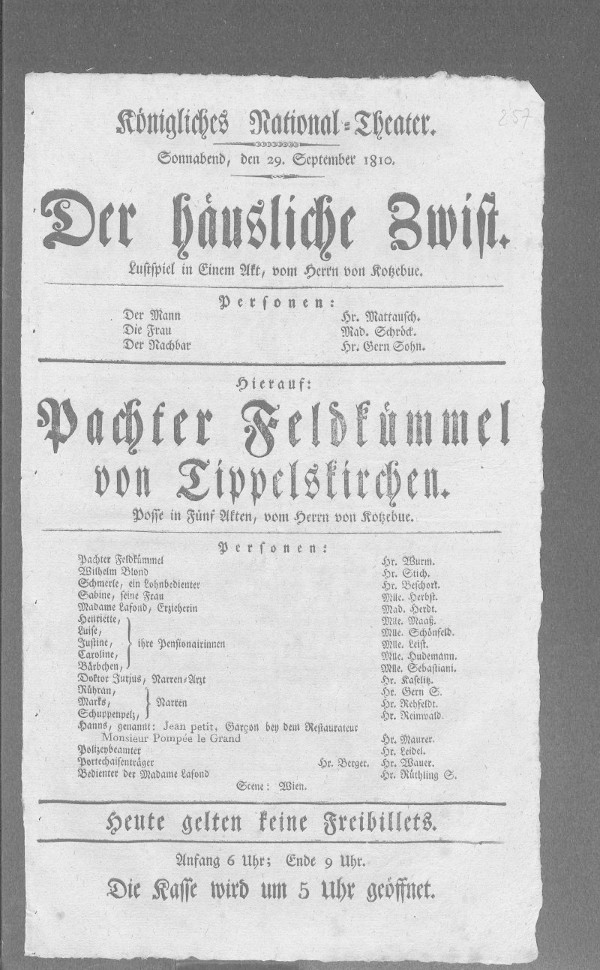 257
Königliches National-Theater.
Sonnabend, den 29. September 1810.
Der häusliche Zwist.
Lustspiel in Einem Akt, vom Herrn von Kotzebue.
Personen:
Der Mann Hr. Mattausch.
Die Frau Mad. Schröck.
Der Nachbar Hr. Gern Sohn.
Hierauf:
Pachter Feldkümmel
von Tippelskirchen.
Posse in Fünf Akten, vom Herrn von Kotzebue.
Personen:
Pachter Feldkümmel Hr. Wurm.
Wilhelm Blond Hr. Stich.
Schmerle, ein Lohnbedienter Hr. Beschort.
Sabine, seine Frau Mlle. Herbst.
Madame Lafond, Erzieherin Mad. Herdt.
Henriette, Mlle. Maaß.
Luise, Mlle. Schönfeld.
Justine, ihre Pensionairinnen Mlle. Leist.
Caroline, Mlle. Hudemann.
Bärbchen, Mlle. Sebastiani.
Doktor Jurjus, Narren-Arzt Hr. Kaselitz.
Rührau, Hr. Gern S.
Marks, Narren Hr. Rehfeldt.
Schuppenpelz, Hr. Reinwald.
Hanns, genannt: Jean petit, Garçon bey dem Restaurateur
Monsieur Pompée le Grand Hr. Maurer.
Polizeybeamter Hr. Leidel.
Portechaisenträger Hr. Berger. Hr. Wauer.
Bedienter der Madame Lafond Hr. Rüthling S.
Scene: Wien.
Heute gelten keine Freibillets.
Anfang 6 Uhr; Ende 9 Uhr.
Die Kasse wird um 5 Uhr geöffnet.